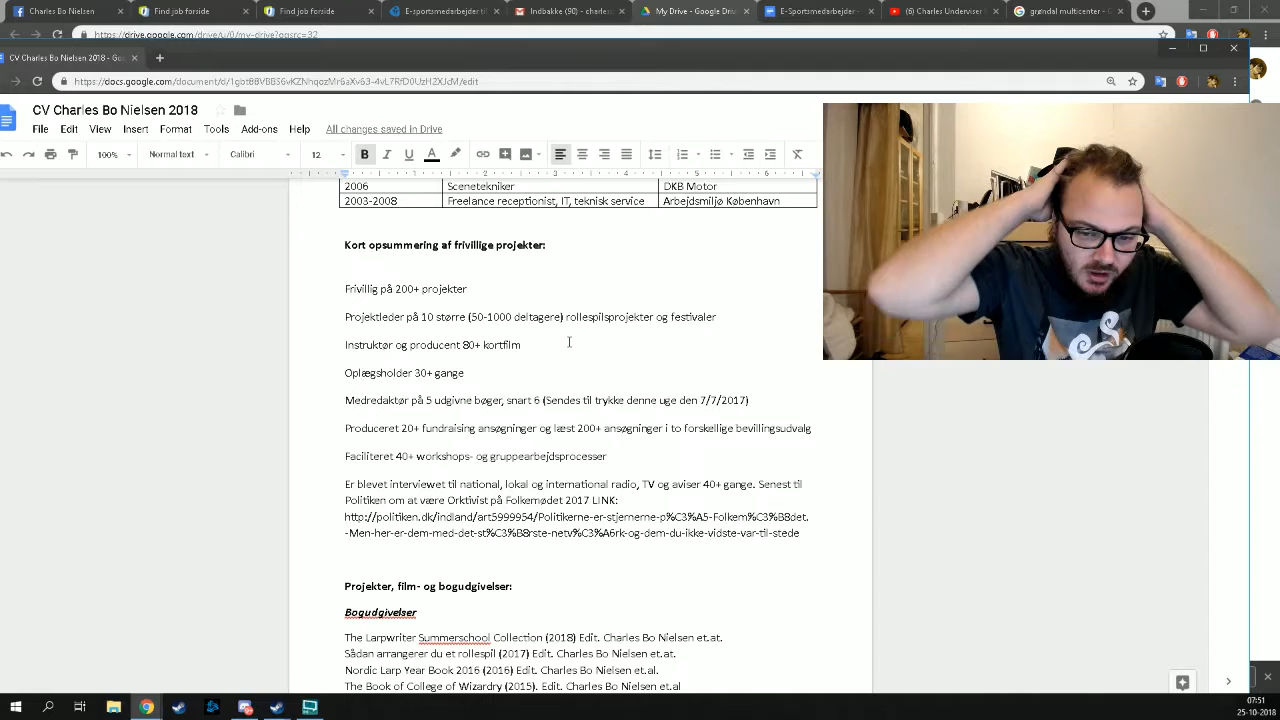 Charles Bo Nielsen
Find job forside
Find job forside
E-sportsmedarbejder til
Indbakke (90) - charles
My Drive - Google Drive
E-Sportsmedarbejder -
(6) Charles Underviser
grøndal multicenter - G
https://drive.google.com/drive/u/0/my-drive?ogsrc=32
CV Charles Bo Nielsen 2018 - Goo
CV Charles Bo Nielsen 2018
File Edit View Insert Format Tools Add-ons Help All changes saved in Drive
100% Normal text Calibri 12
2006 Scenetekniker DKB Motor
2003-2008 Freelance receptionist, IT, teknisk service Arbejdsmiljø København
Kort opsummering af frivillige projekter:
Frivillig på 200+ projekter
Projektleder på 10 større (50-1000 deltagere) rollespilsprojekter og festivaler
Instruktør og producent 80+ kortfilm
Oplægsholder 30+ gange
Medredaktør på 5 udgivne bøger, snart 6 (Sendes til trykke denne uge den 7/7/2017)
Produceret 20+ fundraising ansøgninger og læst 200+ ansøgninger i to forskellige bevillingsudvalg
Faciliteret 40+ workshops- og gruppearbejdsprocesser
Er blevet interviewet til national, lokal og international radio, TV og aviser 40+ gange. Senest til
Politiken om at være Orktivist på Folkemødet 2017 LINK:
http://politiken.dk/indland/art5999954/Politikerne-er-stjernerne-p%C3%A5-Folkem%C3%B8det.
-Men-her-er-dem-med-det-st%C3%B8rste-netv%C3%A6rk-og-dem-du-ikke-vidste-var-til-stede
Projekter, film- og bogudgivelser:
Bogudgivelser
The Larpwriter Summerschool Collection (2018) Edit. Charles Bo Nielsen et.at.
Sådan arrangerer du et rollespil (2017) Edit. Charles Bo Nielsen et.at.
Nordic Larp Year Book 2016 (2016) Edit. Charles Bo Nielsen et.al.
The Book of College of Wizardry (2015). Edit. Charles Bo Nielsen et.al
07:51
25-10-2018